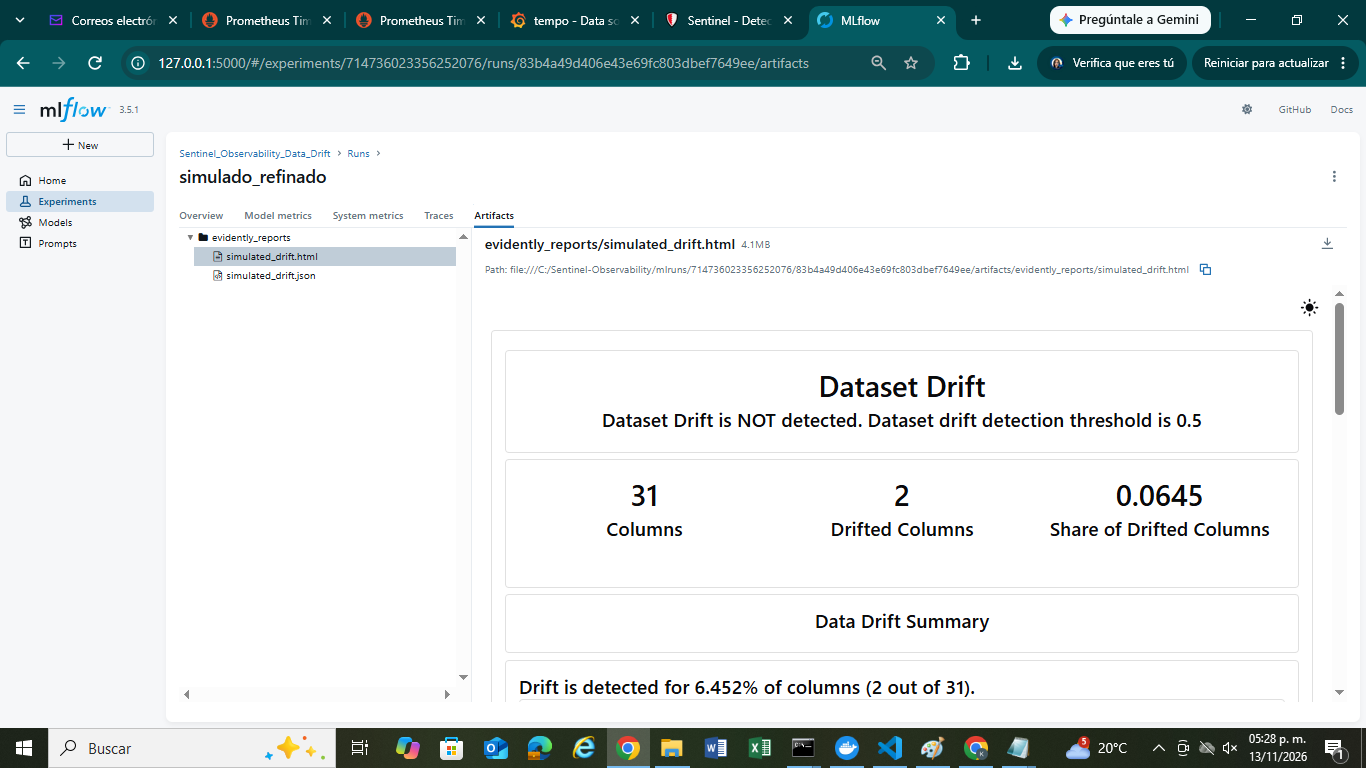 Correos electrón
Prometheus Tim
Prometheus Tim
tempo - Data so
Sentinel - Detec
MLflow
Pregúntale a Gemini
127.0.0.1:5000/#/experiments/714736023356252076/runs/83b4a49d406e43e69fc803dbef7649ee/artifacts
Verifica que eres tú
Reiniciar para actualizar
mlflow 3.5.1
GitHub
Docs
New
Home
Experiments
Models
Prompts
Sentinel_Observability_Data_Drift > Runs >
simulado_refinado
Overview
Model metrics
System metrics
Traces
Artifacts
evidently_reports
simulated_drift.html
simulated_drift.json
evidently_reports/simulated_drift.html 4.1MB
Path: file:///C:/Sentinel-Observability/mlruns/714736023356252076/83b4a49d406e43e69fc803dbef7649ee/artifacts/evidently_reports/simulated_drift.html
Dataset Drift
Dataset Drift is NOT detected. Dataset drift detection threshold is 0.5
31
Columns
2
Drifted Columns
0.0645
Share of Drifted Columns
Data Drift Summary
Drift is detected for 6.452% of columns (2 out of 31).
Buscar
5
20°C
05:28 p. m.
13/11/2026
1